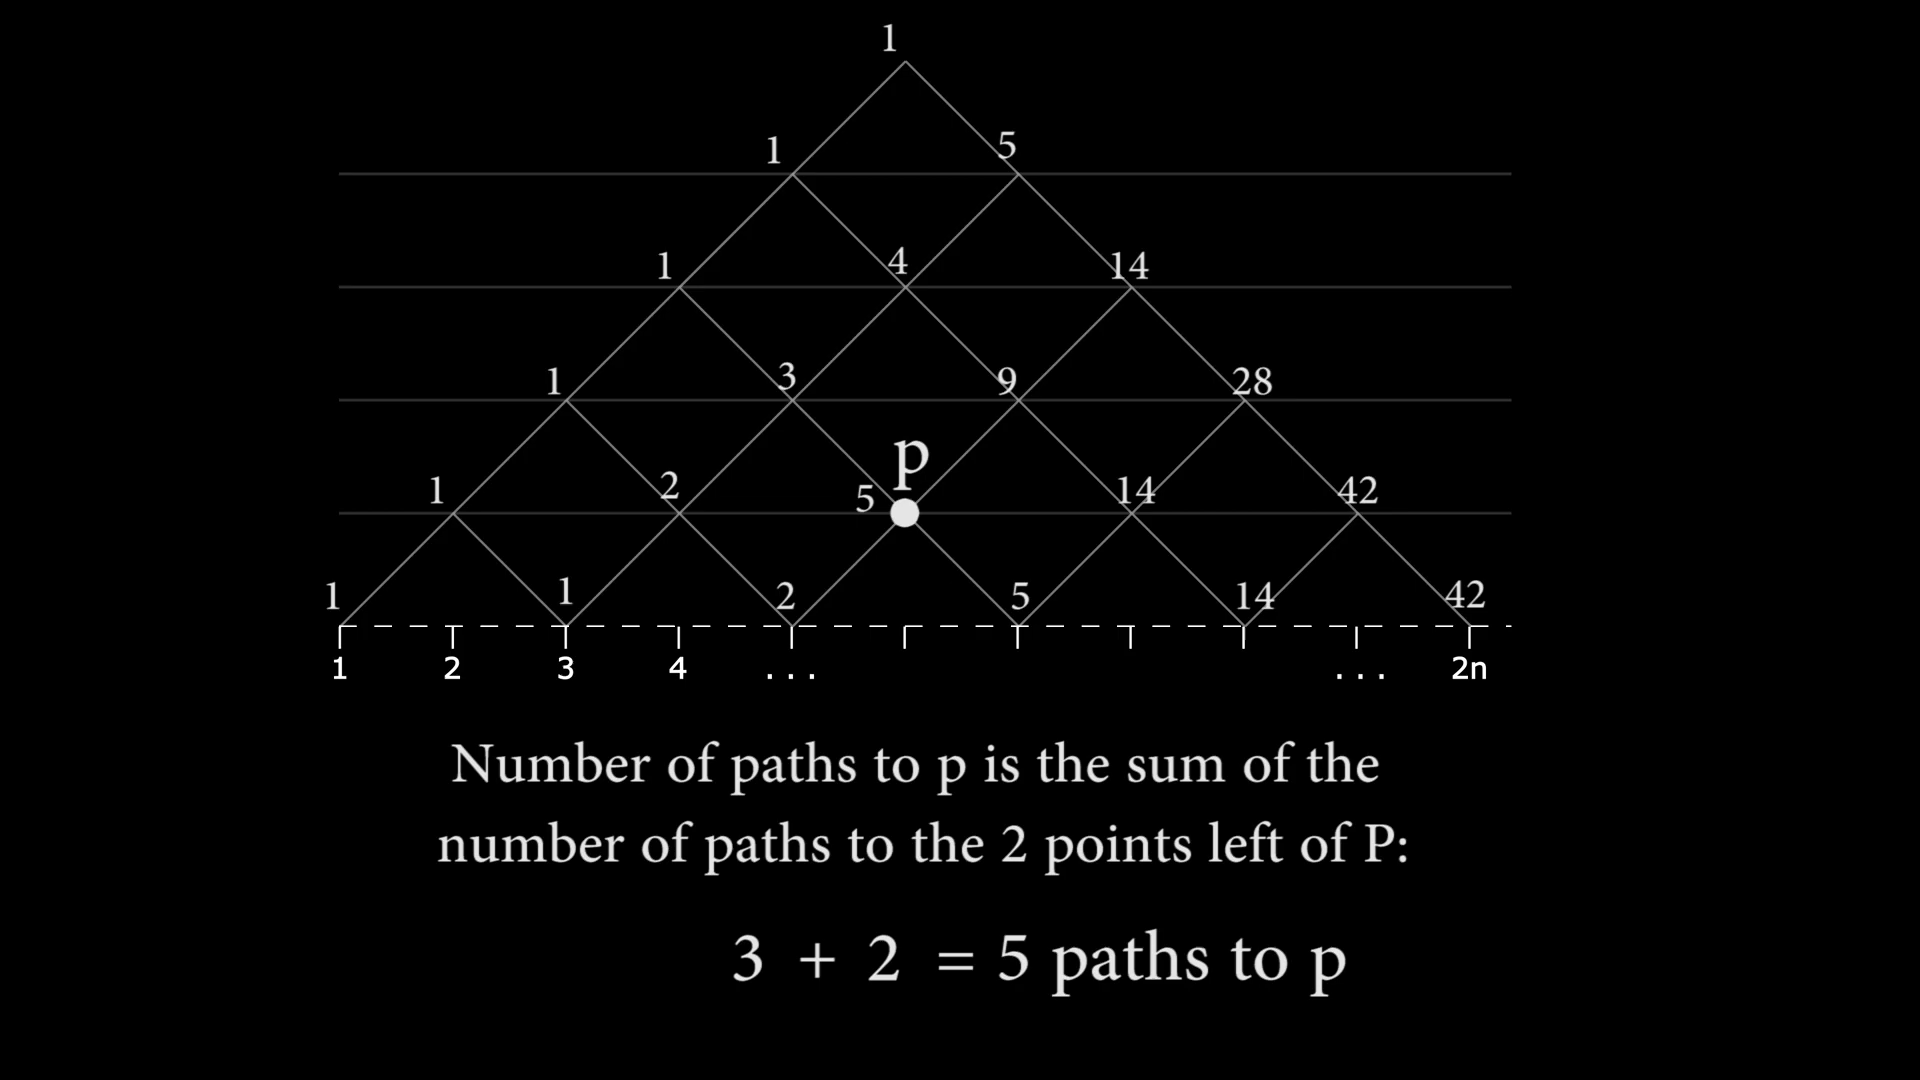 1
1 5
1 4 14
1 3 9 28
p
1 2 5 14 42
1 1 2 5 14 42
1 2 3 4 ... ... 2n
Number of paths to p is the sum of the
number of paths to the 2 points left of P:
3 + 2 = 5 paths to p